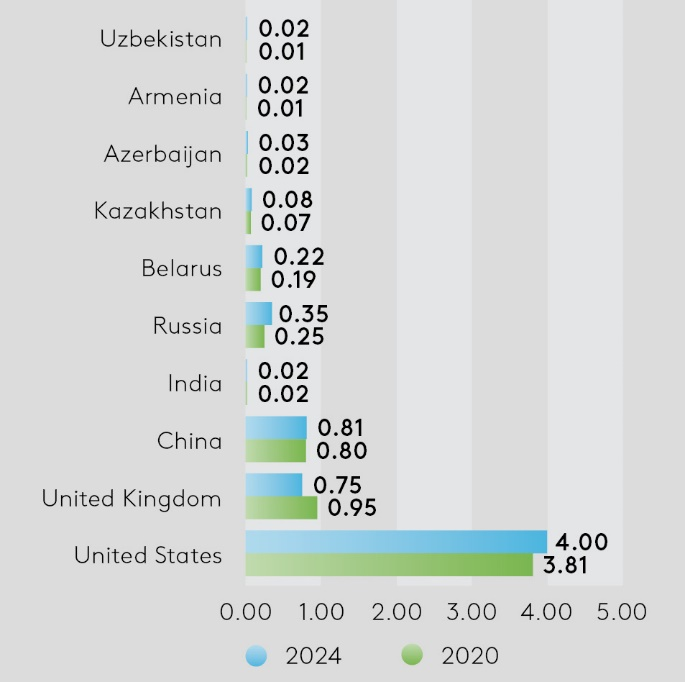 Uzbekistan
0.02
0.01
Armenia
0.02
0.01
Azerbaijan
0.03
0.02
Kazakhstan
0.08
0.07
Belarus
0.22
0.19
Russia
0.35
0.25
India
0.02
0.02
China
0.81
0.80
United Kingdom
0.75
0.95
United States
4.00
3.81
0.00 1.00 2.00 3.00 4.00 5.00
2024 2020